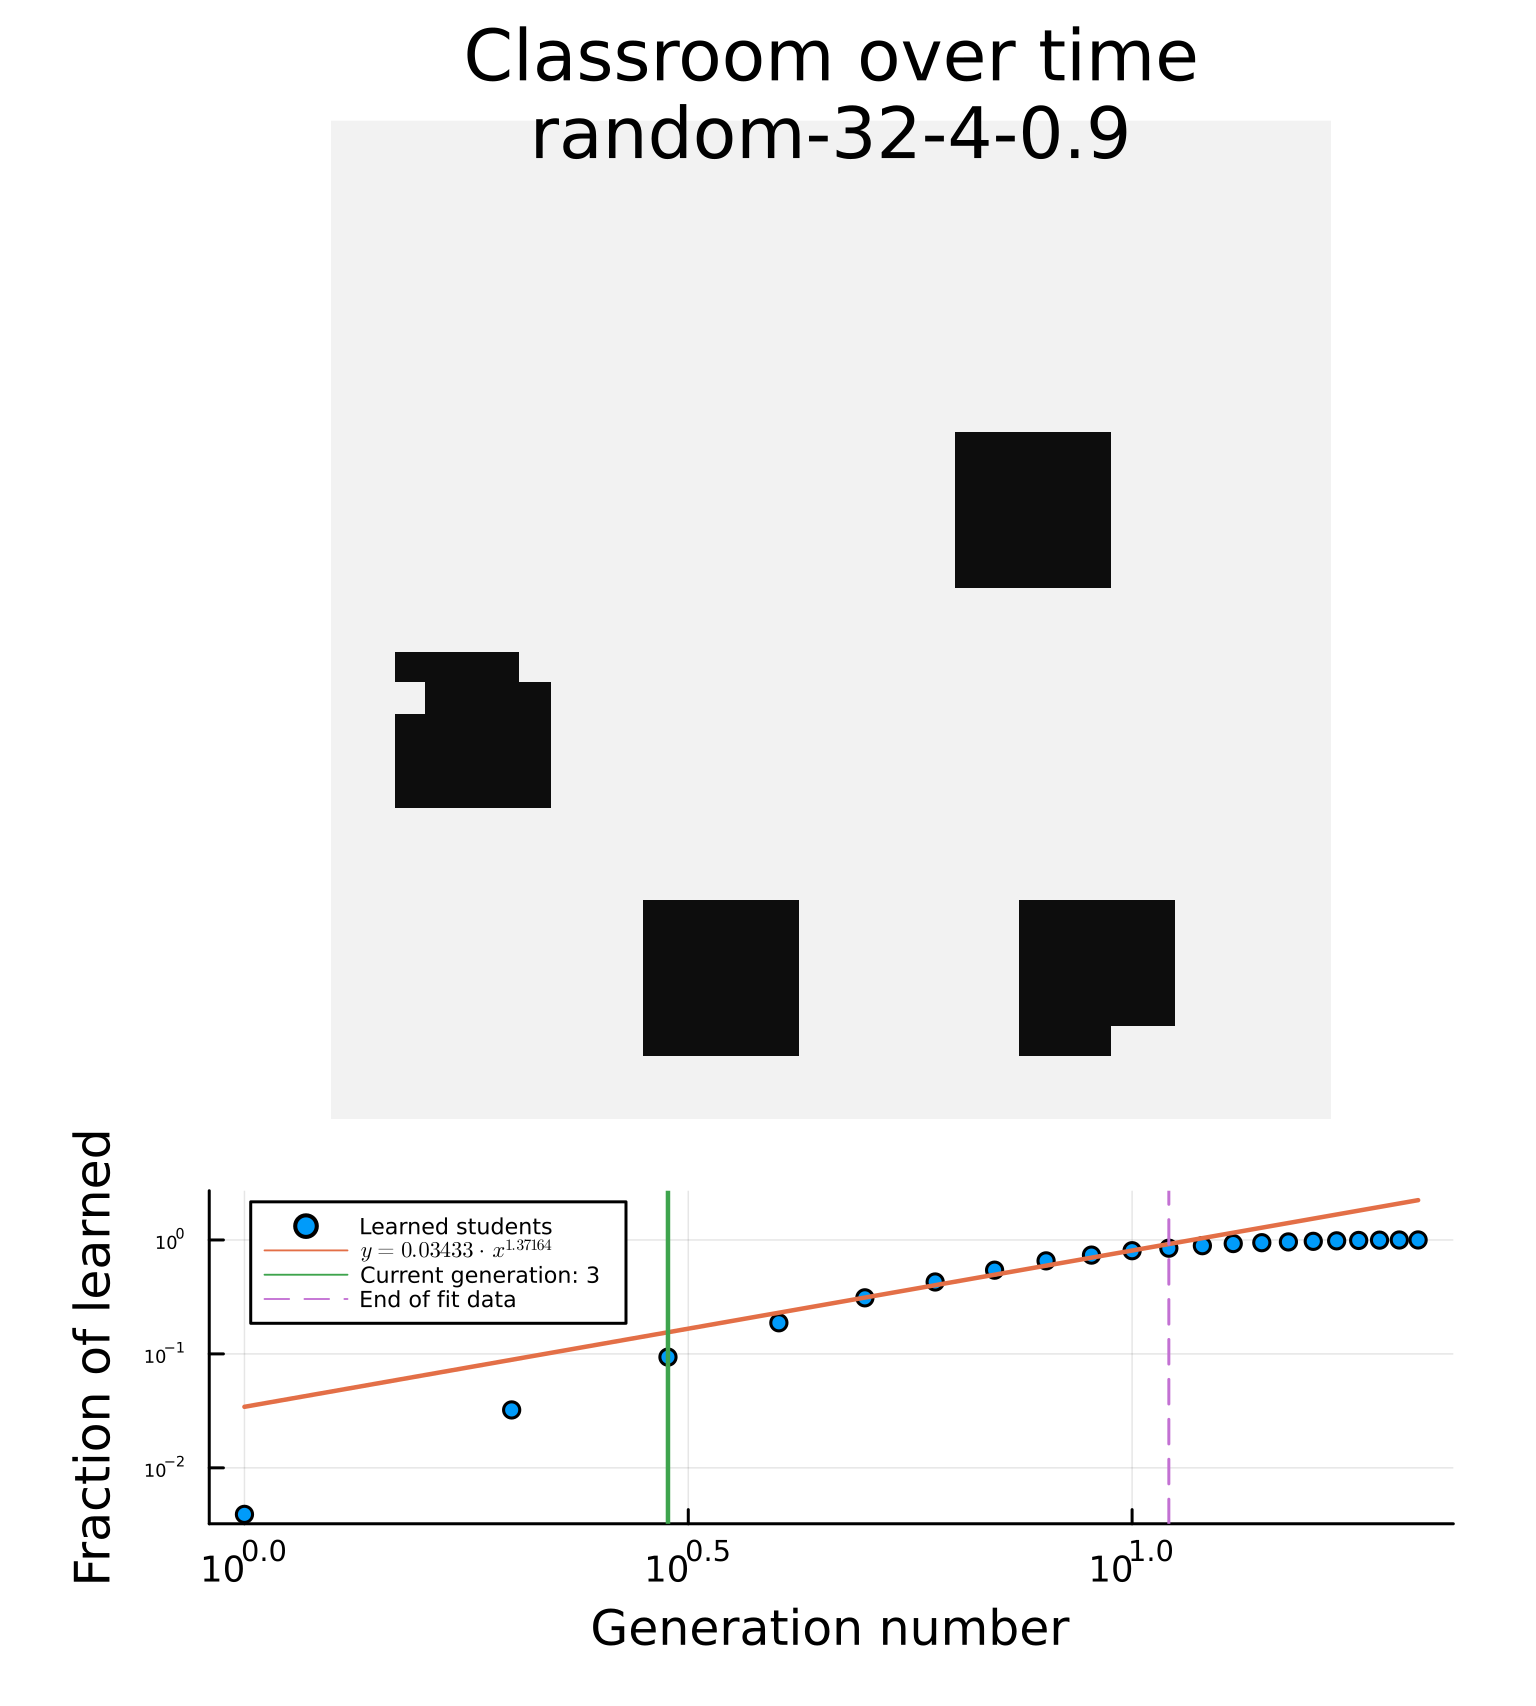 Classroom over time
random-32-4-0.9
Fraction of learned
10^0
10^-1
10^-2
Learned students
y = 0.03433 · x^1.37164
Current generation: 3
End of fit data
10^0.0
10^0.5
10^1.0
Generation number